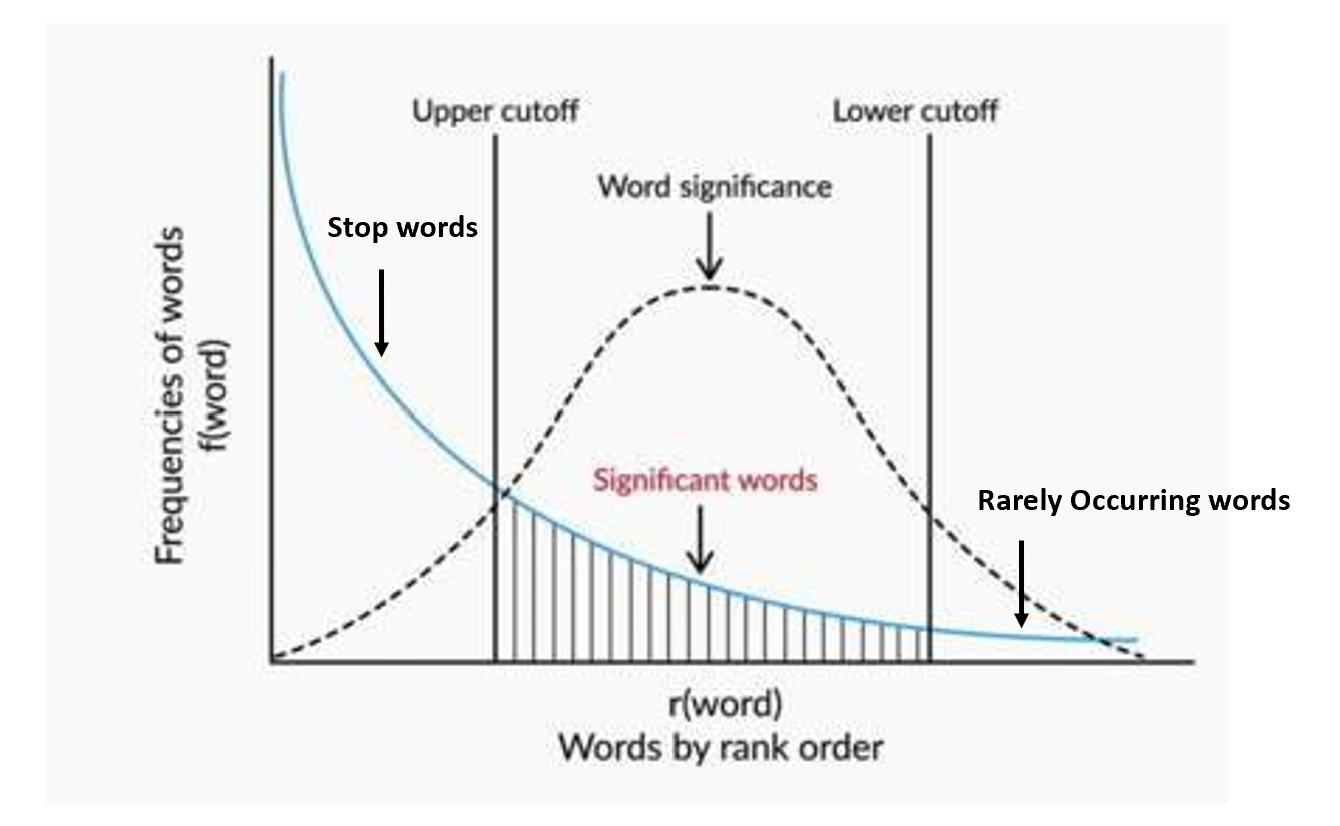 Upper cutoff
Lower cutoff
Word significance
Stop words
Frequencies of words
f(word)
Significant words
Rarely Occurring words
r(word)
Words by rank order